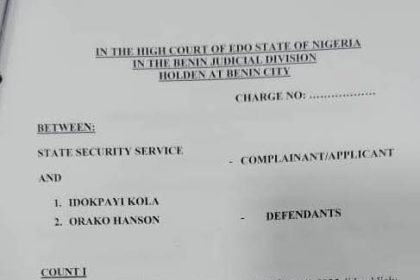 IN THE HIGH COURT OF EDO STATE OF NIGERIA
IN THE BENIN JUDICIAL DIVISION
HOLDEN AT BENIN CITY
CHARGE NO: ………………
BETWEEN:
STATE SECURITY SERVICE - COMPLAINANT/APPLICANT
AND
1. IDOKPAYI KOLA
2. ORAKO HANSON - DEFENDANTS
COUNT I